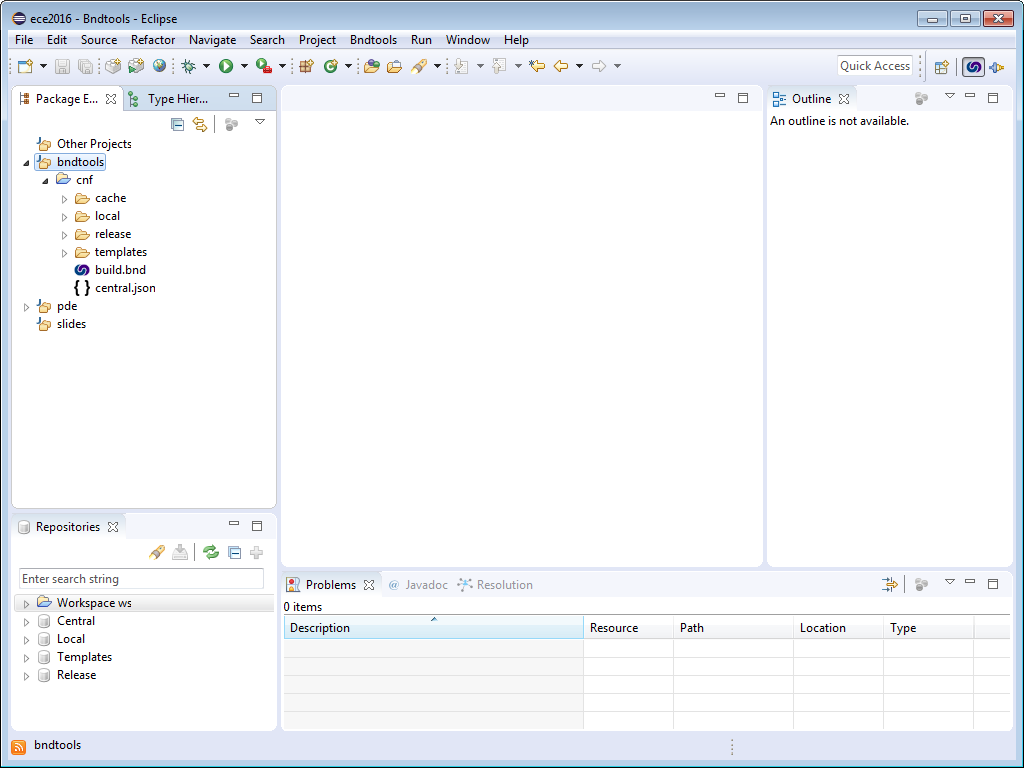 ece2016 - Bndtools - Eclipse
File Edit Source Refactor Navigate Search Project Bndtools Run Window Help
Quick Access
Package E... Type Hier...
Other Projects
bndtools
cnf
cache
local
release
templates
build.bnd
{ } central.json
pde
slides
Outline
An outline is not available.
Repositories
Enter search string
Workspace ws
Central
Local
Templates
Release
Problems @ Javadoc Resolution
0 items
Description Resource Path Location Type
bndtools